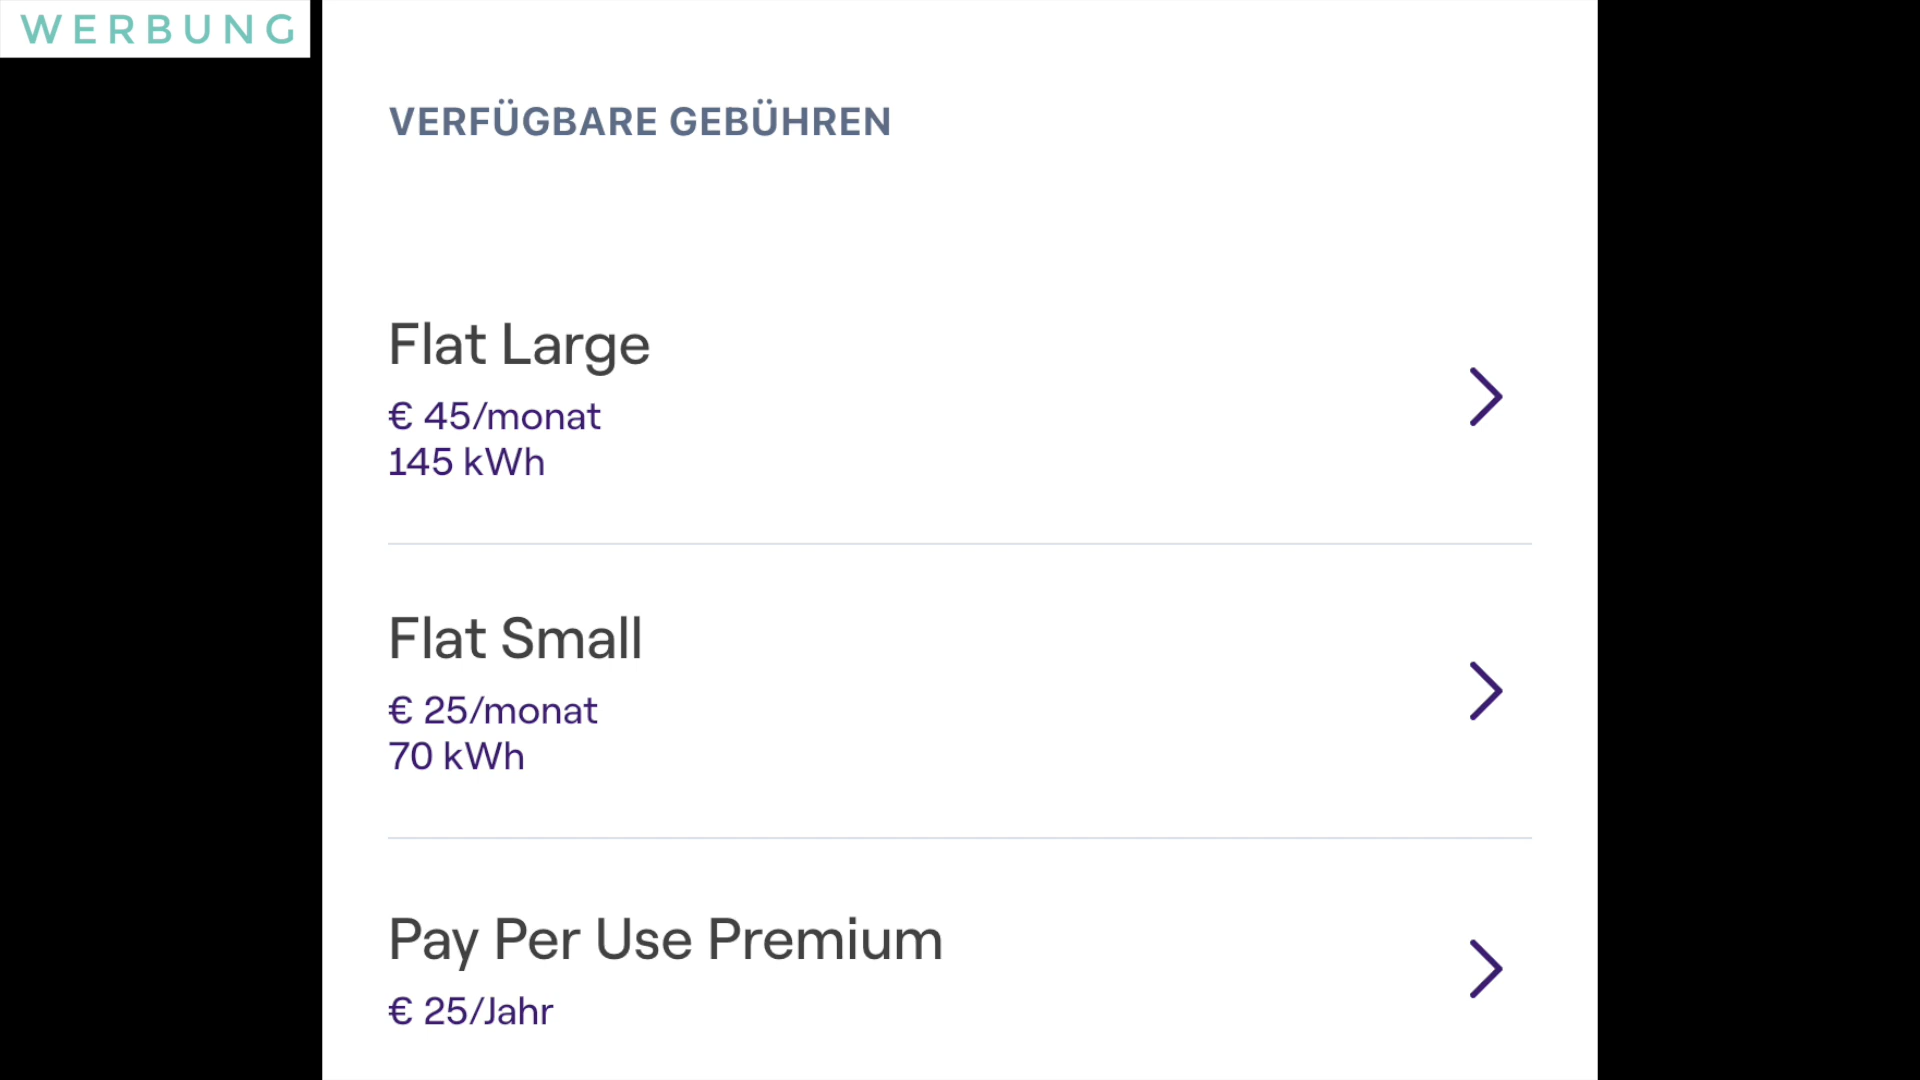 WERBUNG
VERFÜGBARE GEBÜHREN
Flat Large
€ 45/monat
145 kWh
Flat Small
€ 25/monat
70 kWh
Pay Per Use Premium
€ 25/Jahr